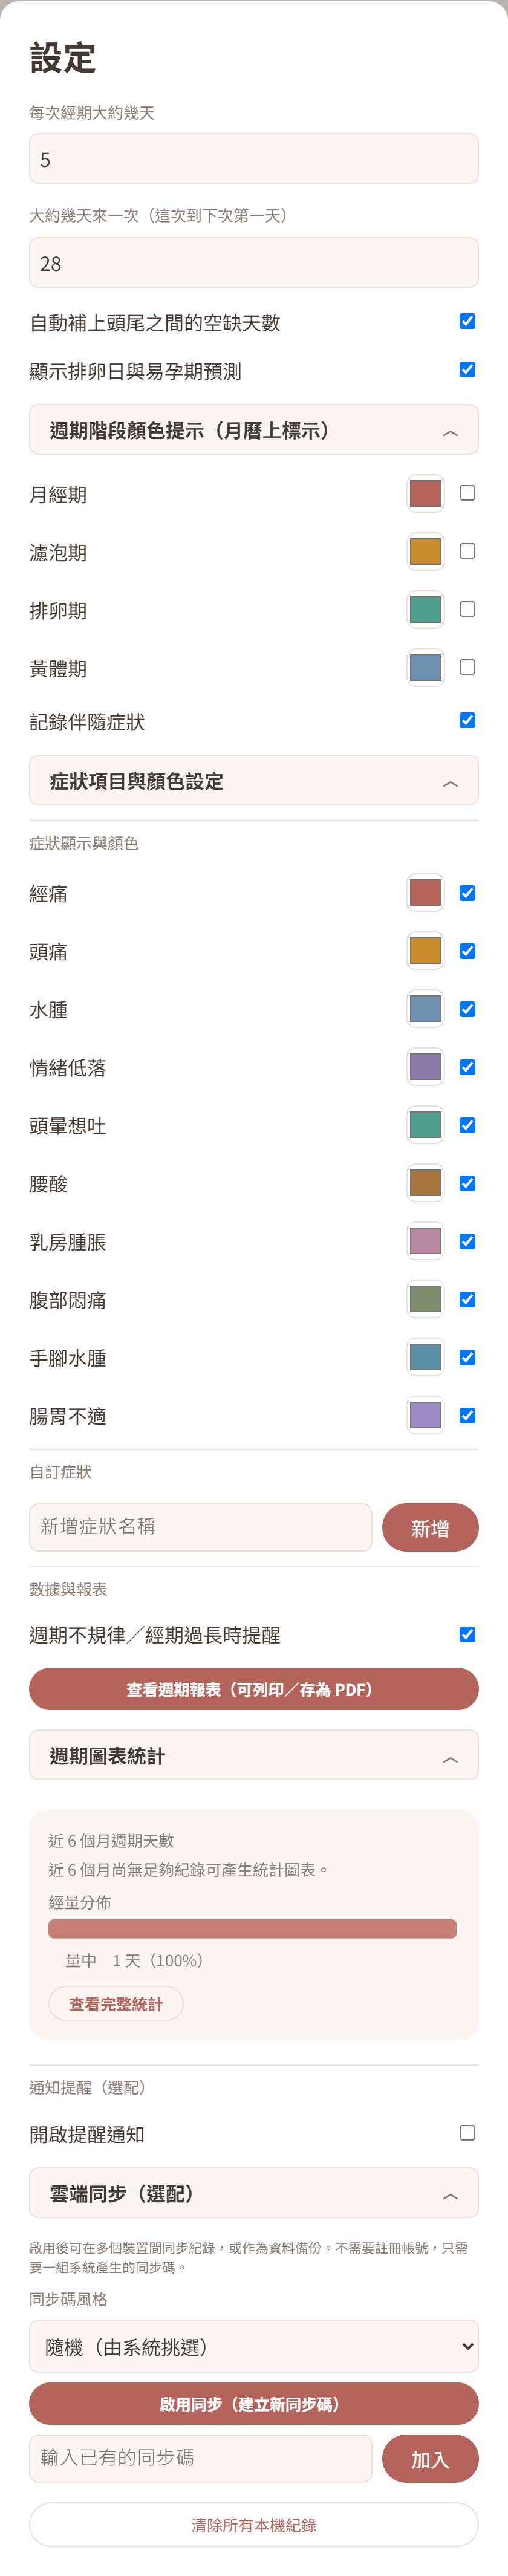 設定
每次經期大約幾天
5
大約幾天來一次（這次到下次第一天）
28
自動補上頭尾之間的空缺天數
顯示排卵日與易孕期預測
週期階段顏色提示（月曆上標示）
月經期
濾泡期
排卵期
黃體期
記錄伴隨症狀
症狀項目與顏色設定
症狀顯示與顏色
經痛
頭痛
水腫
情緒低落
頭暈想吐
腰酸
乳房腫脹
腹部悶痛
手腳水腫
腸胃不適
自訂症狀
新增症狀名稱
新增
數據與報表
週期不規律／經期過長時提醒
查看週期報表（可列印／存為 PDF）
週期圖表統計
近 6 個月週期天數
近 6 個月尚無足夠紀錄可產生統計圖表。
經量分佈
量中 1 天（100%）
查看完整統計
通知提醒（選配）
開啟提醒通知
雲端同步（選配）
啟用後可在多個裝置間同步紀錄，或作為資料備份。不需要註冊帳號，只需
要一組系統產生的同步碼。
同步碼風格
隨機（由系統挑選）
啟用同步（建立新同步碼）
輸入已有的同步碼
加入
清除所有本機紀錄